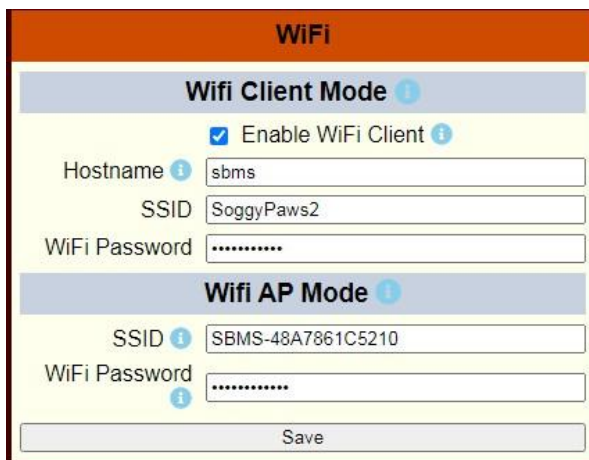 WiFi
Wifi Client Mode
Enable WiFi Client
Hostname sbms
SSID SoggyPaws2
WiFi Password •••••••••••
Wifi AP Mode
SSID SBMS-48A7861C5210
WiFi Password ••••••••••••
Save